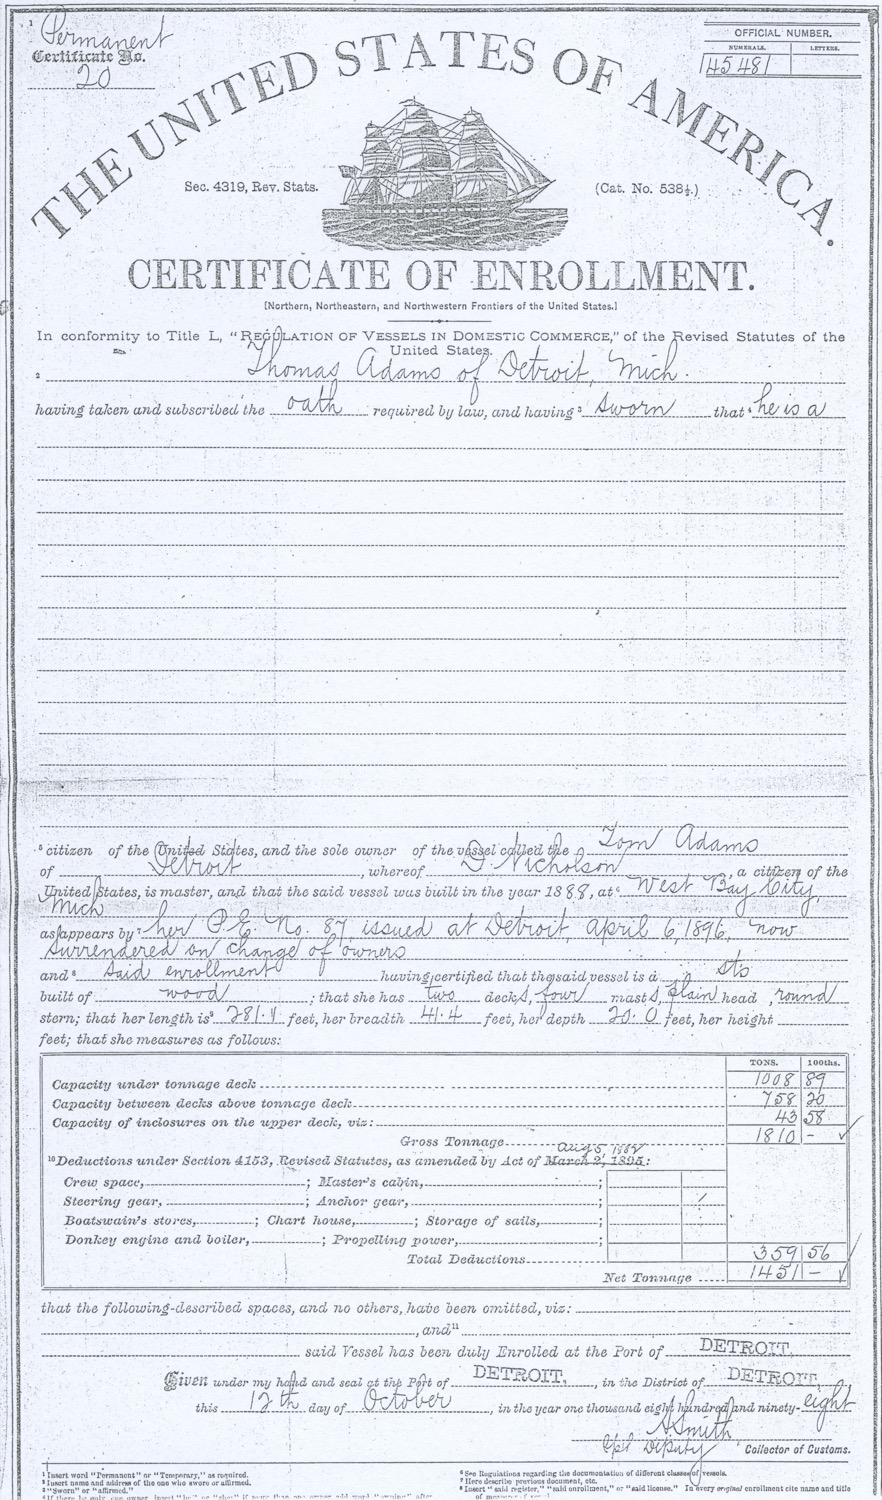 1 Permanent
Certificate No.
20
OFFICIAL NUMBER.
NUMERALS. LETTERS.
145481
THE UNITED STATES OF AMERICA.
Sec. 4319, Rev. Stats. (Cat. No. 538½.)
CERTIFICATE OF ENROLLMENT.
[Northern, Northeastern, and Northwestern Frontiers of the United States.]
In conformity to Title L, "REGULATION OF VESSELS IN DOMESTIC COMMERCE," of the Revised Statutes of the
United States.
2 Thomas Adams of Detroit, Mich.
having taken and subscribed the oath required by law, and having 3 sworn that 4 he is a
5 citizen of the United States, and the sole owner of the vessel called the Tom Adams
of Detroit, whereof D. Nicholson, a citizen of the
United States, is master, and that the said vessel was built in the year 1888, at 6 West Bay City,
Mich
as appears by 7 her P.E. No. 87, issued at Detroit, April 6, 1896, now
surrendered on change of owners
and 8 said enrollment having certified that the said vessel is a sts
built of wood; that she has two decks, four masts, plain head, round
stern; that her length is 9 281.1 feet, her breadth 41.4 feet, her depth 20.0 feet, her height
feet; that she measures as follows:
TONS. 100ths.
Capacity under tonnage deck 1008 89
Capacity between decks above tonnage deck 758 20
Capacity of inclosures on the upper deck, viz: 43 58
Gross Tonnage 1810 -
Aug 5, 1882
10 Deductions under Section 4153, Revised Statutes, as amended by Act of March 2, 1895:
Crew space, ; Master's cabin, ;
Steering gear, ; Anchor gear, ;
Boatswain's stores, ; Chart house, ; Storage of sails, ;
Donkey engine and boiler, ; Propelling power, ;
Total Deductions 359 56
Net Tonnage 1451 -
that the following-described spaces, and no others, have been omitted, viz:
, and 11
said Vessel has been duly Enrolled at the Port of DETROIT.
Given under my hand and seal at the Port of DETROIT., in the District of DETROIT,
this 12th day of October, in the year one thousand eight hundred and ninety-eight
Smith
Spl Deputy Collector of Customs.
1 Insert word "Permanent" or "Temporary," as required.
2 Insert name and address of the one who swore or affirmed.
3 "Sworn" or "affirmed."
6 See Regulations regarding the documentation of different classes of vessels.
7 Here describe previous document, etc.
8 Insert "said register," "said enrollment," or "said license." In every original enrollment cite name and title